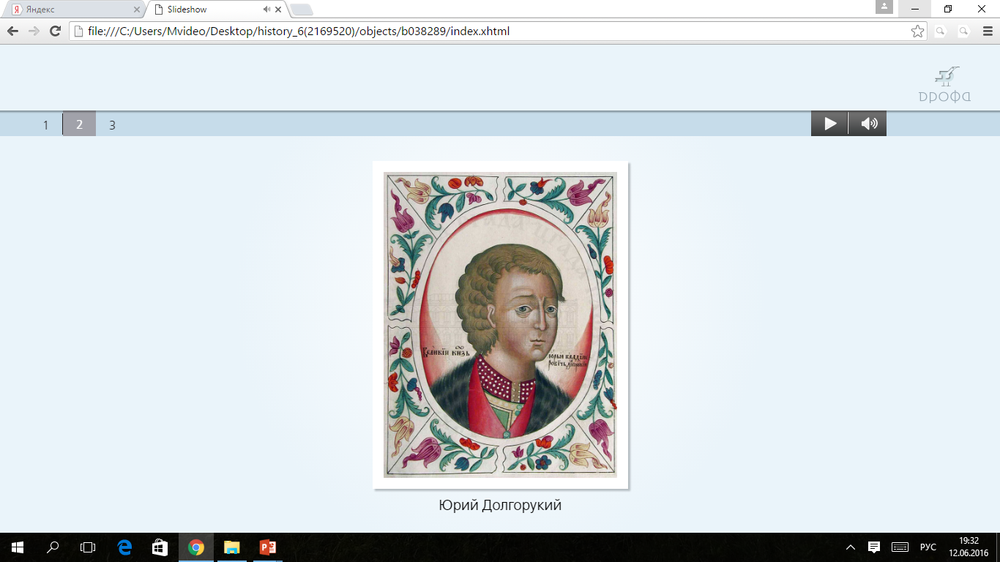 Яндекс
Slideshow
file:///C:/Users/Mvideo/Desktop/history_6(2169520)/objects/b038289/index.xhtml
дрофа
1 2 3
Великий князь
Юрий Долгорукий
РУС
19:32
12.06.2016